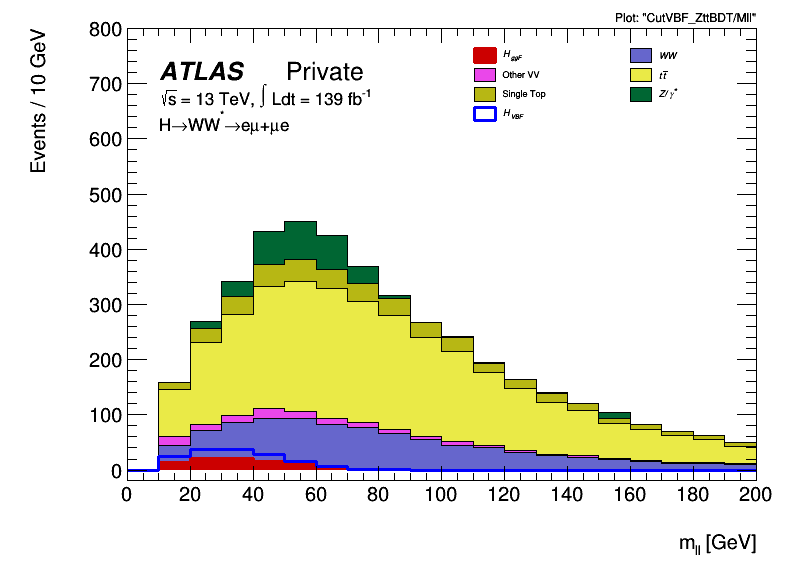 Plot: "CutVBF_ZttBDT/Mll"
Events / 10 GeV
800
700
600
500
400
300
200
100
0
ATLAS Private
√s = 13 TeV, ∫ Ldt = 139 fb⁻¹
H→WW*→eμ+μe
H_ggF
Other VV
Single Top
H_VBF
WW
tt̅
Z/γ*
0 20 40 60 80 100 120 140 160 180 200
m_ll [GeV]